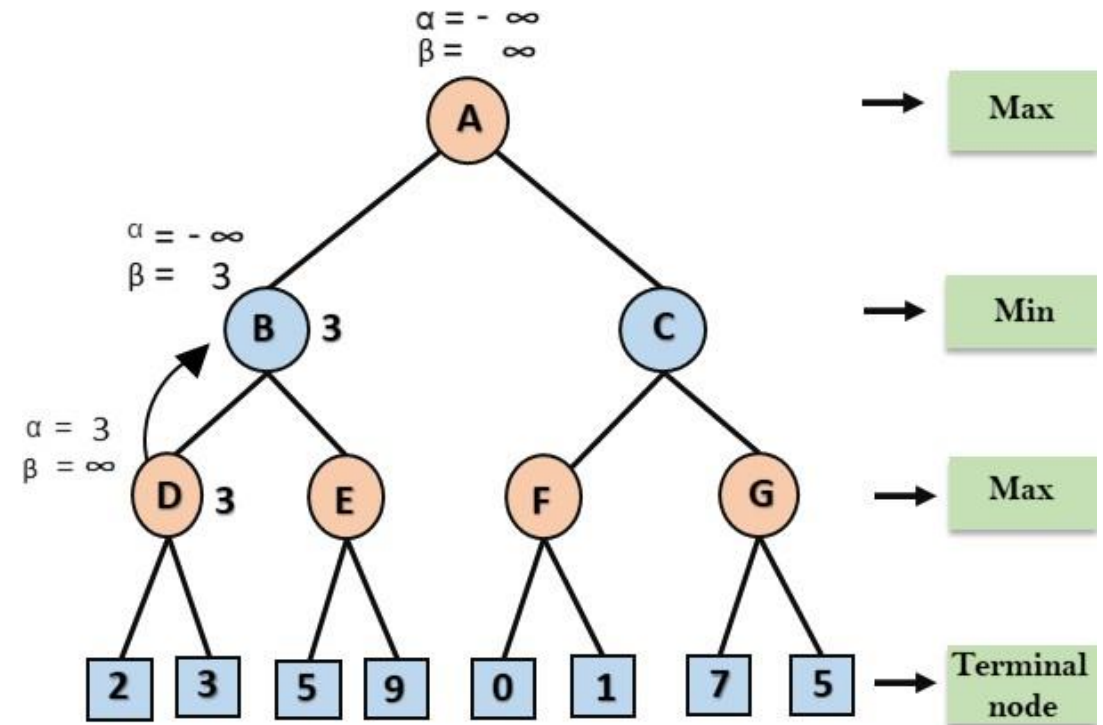 α = - ∞
β = ∞
A
Max
α = - ∞
β = 3
B 3
C
Min
α = 3
β = ∞
D 3
E
F
G
Max
2 3 5 9 0 1 7 5
Terminal
node